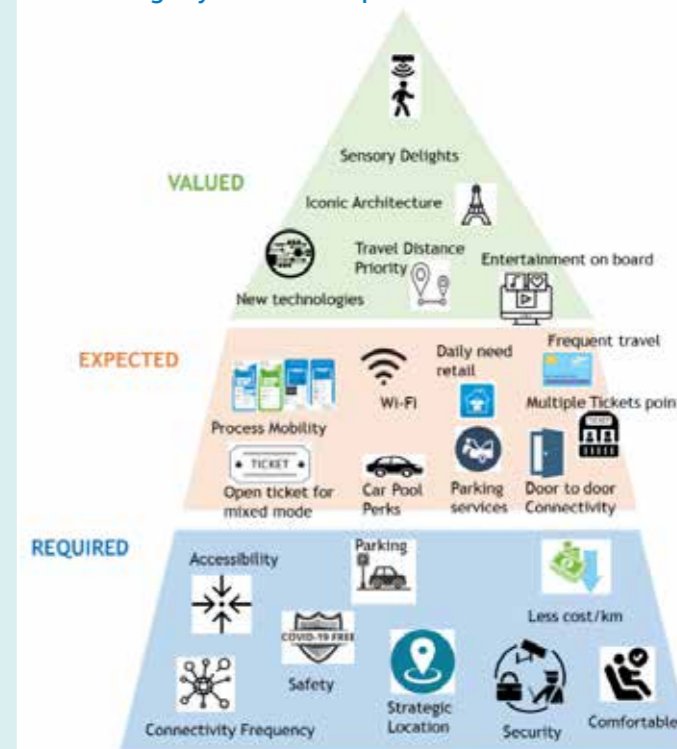 Sensory Delights
VALUED
Iconic Architecture
Travel Distance
Priority
Entertainment on board
New technologies
EXPECTED
Frequent travel
Daily need
retail
Wi-Fi
Multiple Tickets poin
Process Mobility
TICKET
TICKET
Open ticket for
mixed mode
Car Pool
Perks
Parking
services
Door to door
Connectivity
REQUIRED
Accessibility
Parking
P
Less cost/km
COVID-19 FREE
Safety
Strategic
Location
Connectivity Frequency
Security
Comfortable